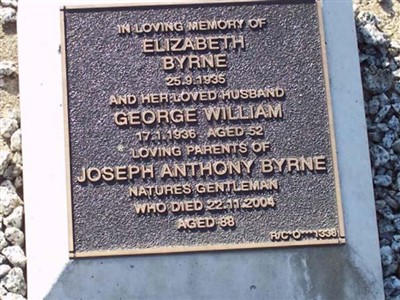 IN LOVING MEMORY OF
ELIZABETH
BYRNE
25.9.1935
AND HER LOVED HUSBAND
GEORGE WILLIAM
17.1.1936 AGED 52
LOVING PARENTS OF
JOSEPH ANTHONY BYRNE
NATURES GENTLEMAN
WHO DIED 22.11.2004
AGED 88
R/C*O****1338